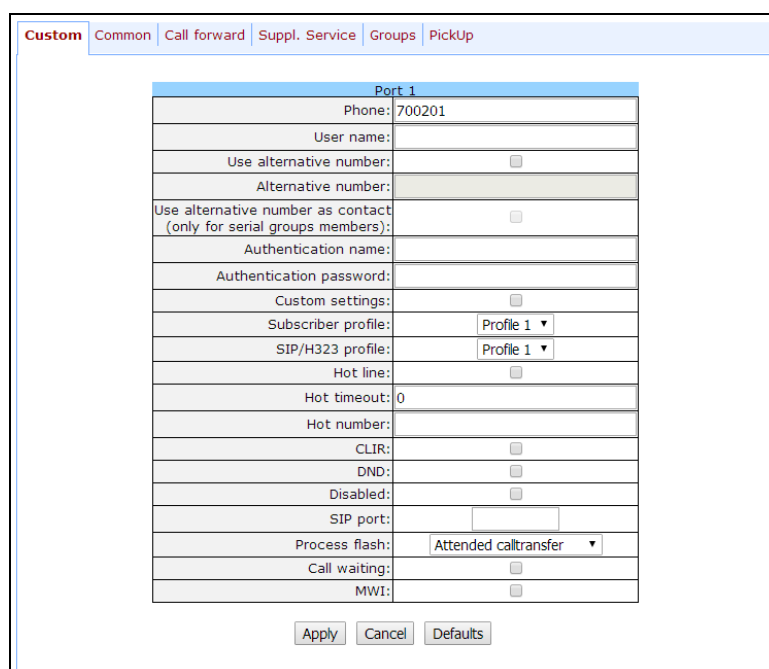 Custom Common Call forward Suppl. Service Groups PickUp
Port 1
Phone: 700201
User name:
Use alternative number:
Alternative number:
Use alternative number as contact
(only for serial groups members):
Authentication name:
Authentication password:
Custom settings:
Subscriber profile: Profile 1
SIP/H323 profile: Profile 1
Hot line:
Hot timeout: 0
Hot number:
CLIR:
DND:
Disabled:
SIP port:
Process flash: Attended calltransfer
Call waiting:
MWI:
Apply Cancel Defaults